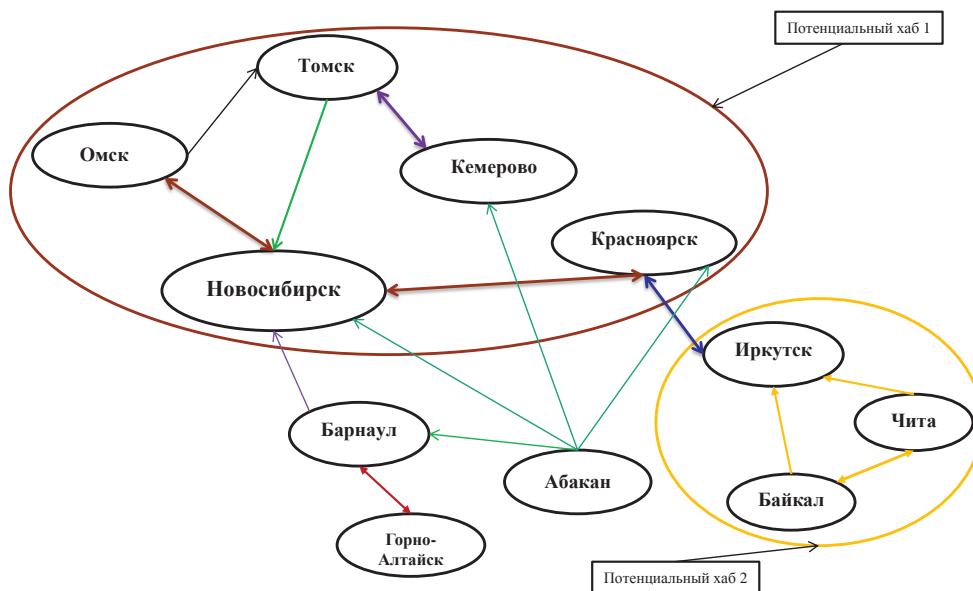 Потенциальный хаб 1
Томск
Омск
Кемерово
Красноярск
Новосибирск
Иркутск
Чита
Барнаул
Абакан
Байкал
Горно-
Алтайск
Потенциальный хаб 2